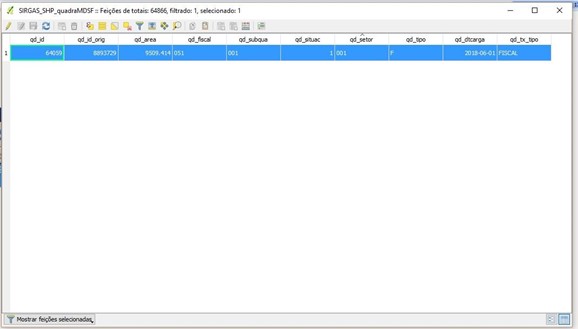 SIRGAS_SHP_quadraMDSF :: Feições de totais: 64866, filtrado: 1, selecionado: 1
qd_id qd_id_orig qd_area qd_fiscal qd_subqua qd_situac qd_setor qd_tipo qd_dtcarga qd_tx_tipo
1 64059 8893729 9509.414 051 001 1 001 F 2018-06-01 FISCAL
Mostrar feições selecionadas